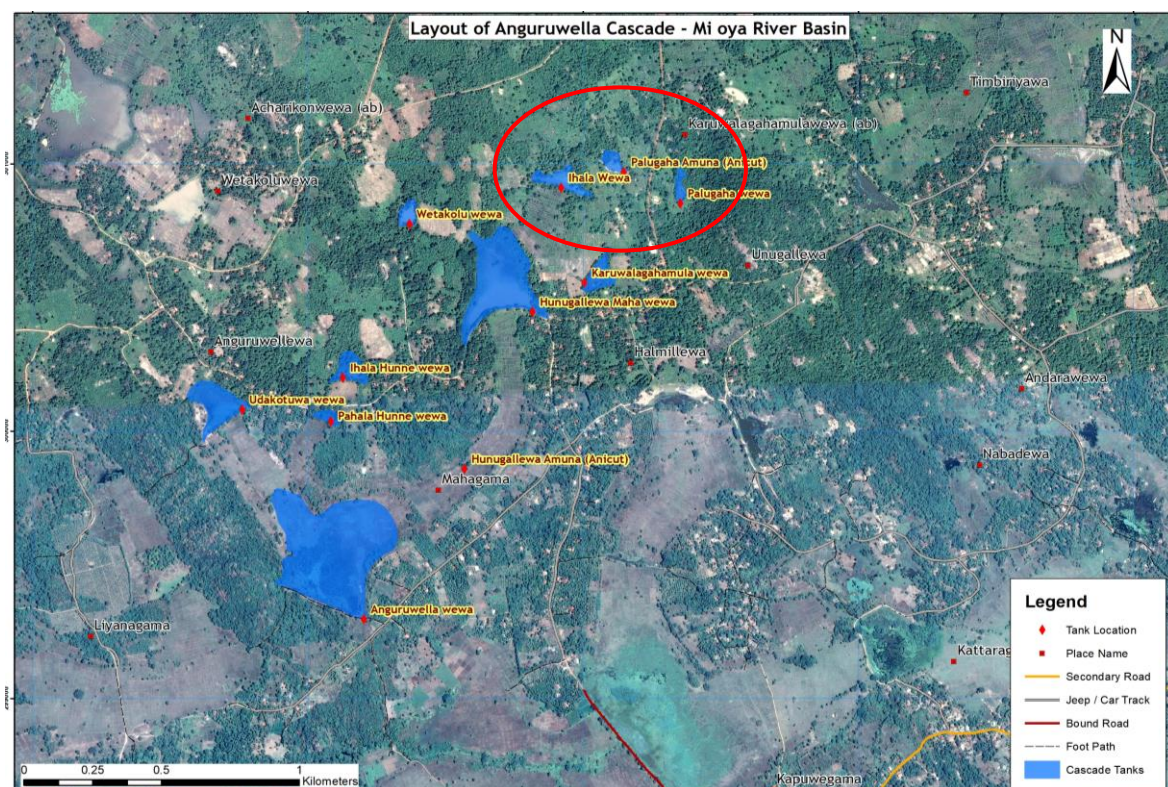 Layout of Anguruwella Cascade - Mi oya River Basin
N
Timbiriyawa
Acharikonwewa (ab)
Karuwalagahamulawewa (ab)
Palugaha Amuna (Anicut)
Ihala Wewa
Wetakoluwewa
Palugaha wewa
Wetakolu wewa
Unugallewa
Karuwalagahamula wewa
Hunugallewa Maha wewa
Anguruwellewa
Halmillewa
Ihala Hunne wewa
Andarawewa
Udakotuwa wewa
Pahala Hunne wewa
Hunugallewa Amuna (Anicut)
Nabadewa
Mahagama
Anguruwella wewa
Liyanagama
Kattarag
Kapuwegama
Legend
Tank Location
Place Name
Secondary Road
Jeep / Car Track
Bound Road
Foot Path
Cascade Tanks
0 0.25 0.5 1
Kilometers